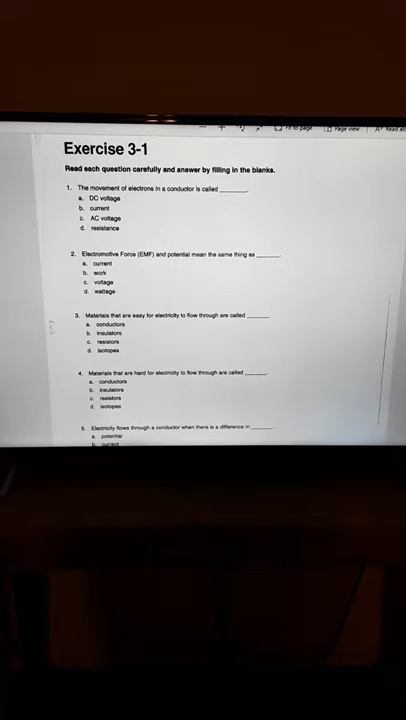 Fit to page
Page view
Read
Exercise 3-1
Read each question carefully and answer by filling in the blanks.
1. The movement of electrons in a conductor is called ______.
a. DC voltage
b. current
c. AC voltage
d. resistance
2. Electromotive Force (EMF) and potential mean the same thing as ______.
a. current
b. work
c. voltage
d. wattage
3. Materials that are easy for electricity to flow through are called ______.
a. conductors
b. insulators
c. resistors
d. isotopes
4. Materials that are hard for electricity to flow through are called ______.
a. conductors
b. insulators
c. resistors
d. isotopes
5. Electricity flows through a conductor when there is a difference in ______.
a. potential
b. current